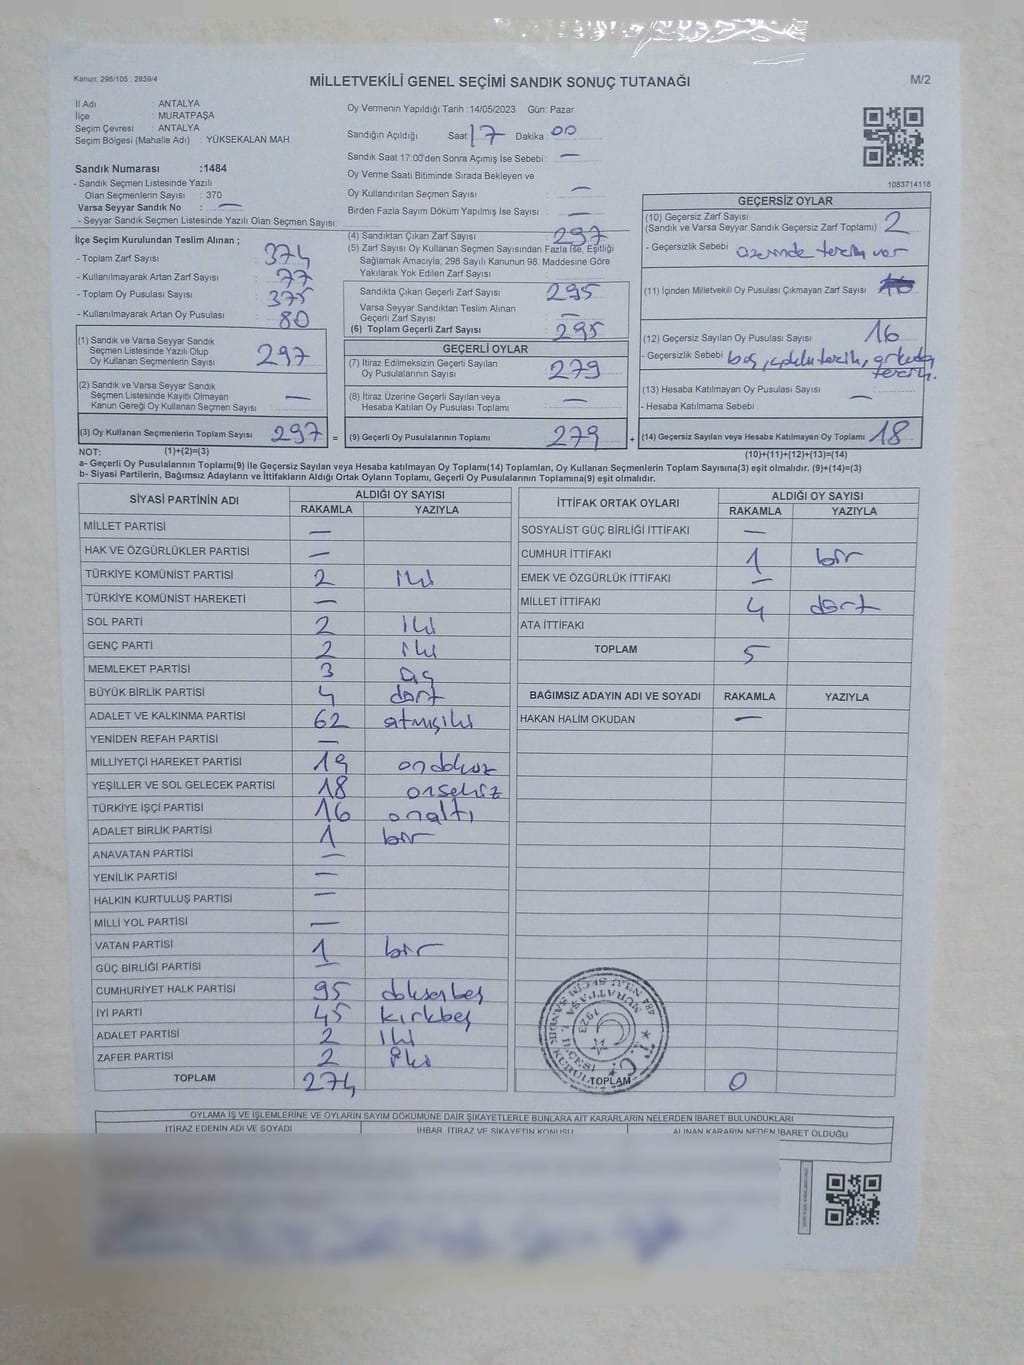 Kanun: 298/105 , 2839/4
MİLLETVEKİLİ GENEL SEÇİMİ SANDIK SONUÇ TUTANAĞI
M/2
İl Adı : ANTALYA
İlçe : MURATPAŞA
Seçim Çevresi : ANTALYA
Seçim Bölgesi (Mahalle Adı) : YÜKSEKALAN MAH.
Sandık Numarası :1484
- Sandık Seçmen Listesinde Yazılı
Olan Seçmenlerin Sayısı : 370
Varsa Seyyar Sandık No : —
- Seyyar Sandık Seçmen Listesinde Yazılı Olan Seçmen Sayısı:
Oy Vermenin Yapıldığı Tarih :14/05/2023 Gün: Pazar
Sandığın Açıldığı Saat 17 Dakika 00
Sandık Saat 17:00'den Sonra Açımış İse Sebebi : —
Oy Verme Saati Bitiminde Sırada Bekleyen ve
Oy Kullandırılan Seçmen Sayısı : —
Birden Fazla Sayım Döküm Yapılmış İse Sayısı : —
1083714118
İlçe Seçim Kurulundan Teslim Alınan ;
- Toplam Zarf Sayısı : 374
- Kullanılmayarak Artan Zarf Sayısı : 77
- Toplam Oy Pusulası Sayısı : 375
- Kullanılmayarak Artan Oy Pusulası : 80
(4) Sandıktan Çıkan Zarf Sayısı : 297
(5) Zarf Sayısı Oy Kullanan Seçmen Sayısından Fazla İse, Eşitliği
Sağlamak Amacıyla; 298 Sayılı Kanunun 98. Maddesine Göre
Yakılarak Yok Edilen Zarf Sayısı :
Sandıkta Çıkan Geçerli Zarf Sayısı : 295
Varsa Seyyar Sandıktan Teslim Alınan
Geçerli Zarf Sayısı : —
(6) Toplam Geçerli Zarf Sayısı : 295
GEÇERSİZ OYLAR
(10) Geçersiz Zarf Sayısı
(Sandık ve Varsa Seyyar Sandık Geçersiz Zarf Toplamı) : 2
- Geçersizlik Sebebi : üzerinde tercih var
(11) İçinden Milletvekili Oy Pusulası Çıkmayan Zarf Sayısı :
(12) Geçersiz Sayılan Oy Pusulası Sayısı : 16
- Geçersizlik Sebebi : boş, tercih,
tercih.
(13) Hesaba Katılmayan Oy Pusulası Sayısı : —
- Hesaba Katılmama Sebebi :
(1) Sandık ve Varsa Seyyar Sandık
Seçmen Listesinde Yazılı Olup
Oy Kullanan Seçmenlerin Sayısı : 297
(2) Sandık ve Varsa Seyyar Sandık
Seçmen Listesinde Kayıtlı Olmayan
Kanun Gereği Oy Kullanan Seçmen Sayısı : —
GEÇERLİ OYLAR
(7) İtiraz Edilmeksizin Geçerli Sayılan
Oy Pusulalarının Sayısı : 279
(8) İtiraz Üzerine Geçerli Sayılan veya
Hesaba Katılan Oy Pusulası Toplamı : —
(3) Oy Kullanan Seçmenlerin Toplam Sayısı : 297 = (9) Geçerli Oy Pusulalarının Toplamı : 279 + (14) Geçersiz Sayılan veya Hesaba Katılmayan Oy Toplamı : 18
NOT: (1)+(2)=(3) (10)+(11)+(12)+(13)=(14)
a- Geçerli Oy Pusulalarının Toplamı(9) ile Geçersiz Sayılan veya Hesaba katılmayan Oy Toplamı(14) Toplamları, Oy Kullanan Seçmenlerin Toplam Sayısına(3) eşit olmalıdır. (9)+(14)=(3)
b- Siyasi Partilerin, Bağımsız Adayların ve İttifakların Aldığı Ortak Oyların Toplamı, Geçerli Oy Pusulalarının Toplamına(9) eşit olmalıdır.
SİYASİ PARTİNİN ADI ALDIĞI OY SAYISI
RAKAMLA YAZIYLA
MİLLET PARTİSİ —
HAK VE ÖZGÜRLÜKLER PARTİSİ —
TÜRKİYE KOMÜNİST PARTİSİ 2 iki
TÜRKİYE KOMÜNİST HAREKETİ —
SOL PARTİ 2 iki
GENÇ PARTİ 2 iki
MEMLEKET PARTİSİ 3 üç
BÜYÜK BİRLİK PARTİSİ 4 dört
ADALET VE KALKINMA PARTİSİ 62 atmışiki
YENİDEN REFAH PARTİSİ —
MİLLİYETÇİ HAREKET PARTİSİ 19 ondokuz
YEŞİLLER VE SOL GELECEK PARTİSİ 18 onsekiz
TÜRKİYE İŞÇİ PARTİSİ 16 onaltı
ADALET BİRLİK PARTİSİ 1 bir
ANAVATAN PARTİSİ —
YENİLİK PARTİSİ —
HALKIN KURTULUŞ PARTİSİ —
MİLLİ YOL PARTİSİ —
VATAN PARTİSİ 1 bir
GÜÇ BİRLİĞİ PARTİSİ —
CUMHURİYET HALK PARTİSİ 95 doksanbeş
İYİ PARTİ 45 kırkbeş
ADALET PARTİSİ 2 iki
ZAFER PARTİSİ 2 iki
TOPLAM 274
İTTİFAK ORTAK OYLARI ALDIĞI OY SAYISI
RAKAMLA YAZIYLA
SOSYALİST GÜÇ BİRLİĞİ İTTİFAKI —
CUMHUR İTTİFAKI 1 bir
EMEK VE ÖZGÜRLÜK İTTİFAKI —
MİLLET İTTİFAKI 4 dört
ATA İTTİFAKI
TOPLAM 5
BAĞIMSIZ ADAYIN ADI VE SOYADI RAKAMLA YAZIYLA
HAKAN HALİM OKUDAN —
T.C.
MURATPAŞA
1923
TOPLAM 0
OYLAMA İŞ VE İŞLEMLERİNE VE OYLARIN SAYIM DÖKÜMÜNE DAİR ŞİKAYETLERLE BUNLARA AİT KARARLARIN NELERDEN İBARET BULUNDUKLARI
İTİRAZ EDENİN ADI VE SOYADI İHBAR, İTİRAZ VE ŞİKAYETİN KONUSU ALINAN KARARIN NEDEN İBARET OLDUĞU